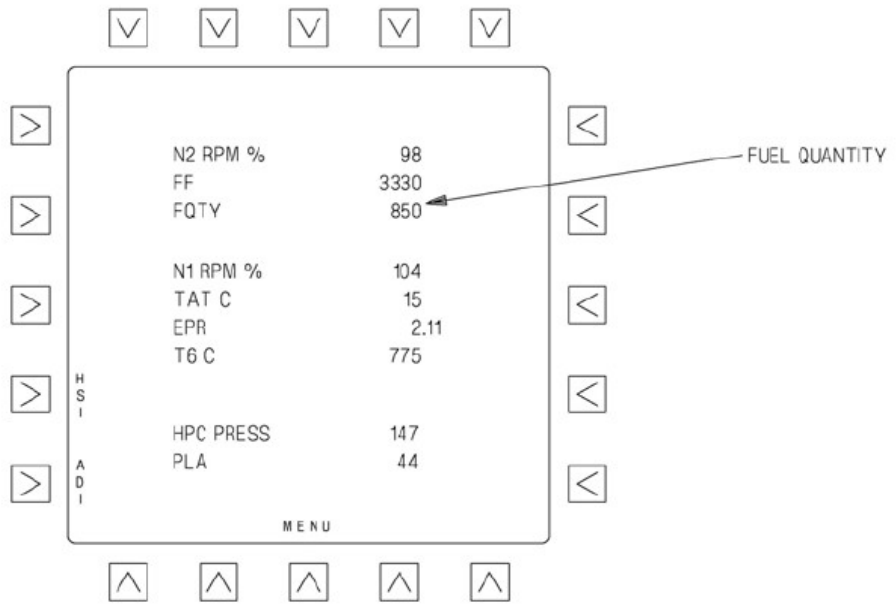 N2 RPM % 98
FF 3330
FUEL QUANTITY
FQTY 850
N1 RPM % 104
TAT C 15
EPR 2.11
T6 C 775
HSI
HPC PRESS 147
PLA 44
ADI
MENU